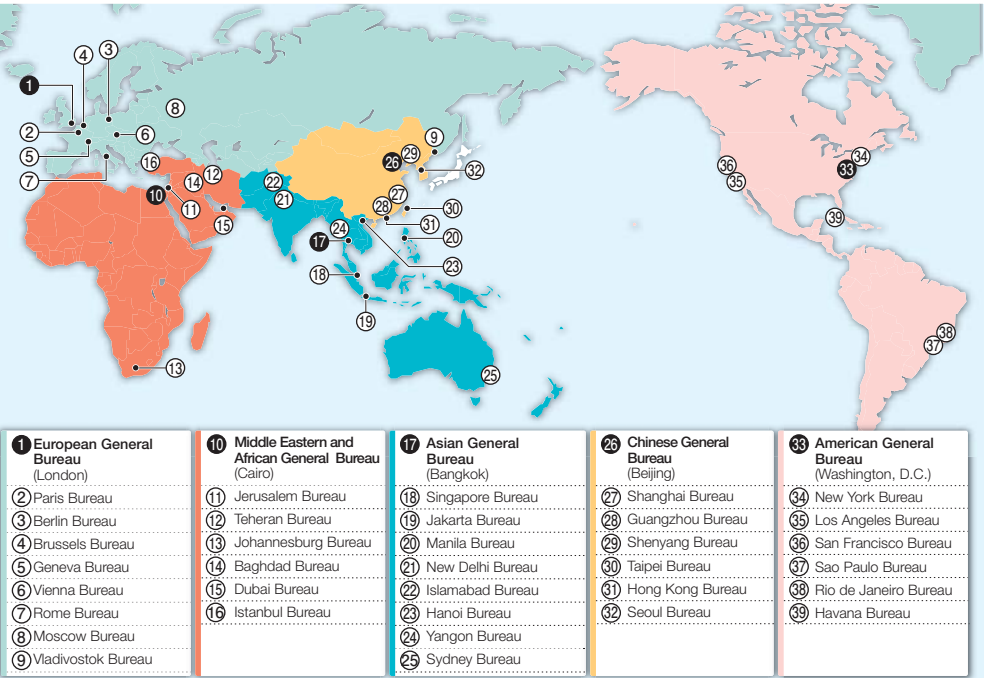 4
3
1
8
2
6
9
5
29
26
16
32
7
12
22
14
10
27
21
11
28
30
15
24
31
17
20
23
18
19
13
25
36
34
33
35
39
38
37
1 European General
Bureau
(London)
2 Paris Bureau
3 Berlin Bureau
4 Brussels Bureau
5 Geneva Bureau
6 Vienna Bureau
7 Rome Bureau
8 Moscow Bureau
9 Vladivostok Bureau
10 Middle Eastern and
African General Bureau
(Cairo)
11 Jerusalem Bureau
12 Teheran Bureau
13 Johannesburg Bureau
14 Baghdad Bureau
15 Dubai Bureau
16 Istanbul Bureau
17 Asian General
Bureau
(Bangkok)
18 Singapore Bureau
19 Jakarta Bureau
20 Manila Bureau
21 New Delhi Bureau
22 Islamabad Bureau
23 Hanoi Bureau
24 Yangon Bureau
25 Sydney Bureau
26 Chinese General
Bureau
(Beijing)
27 Shanghai Bureau
28 Guangzhou Bureau
29 Shenyang Bureau
30 Taipei Bureau
31 Hong Kong Bureau
32 Seoul Bureau
33 American General
Bureau
(Washington, D.C.)
34 New York Bureau
35 Los Angeles Bureau
36 San Francisco Bureau
37 Sao Paulo Bureau
38 Rio de Janeiro Bureau
39 Havana Bureau